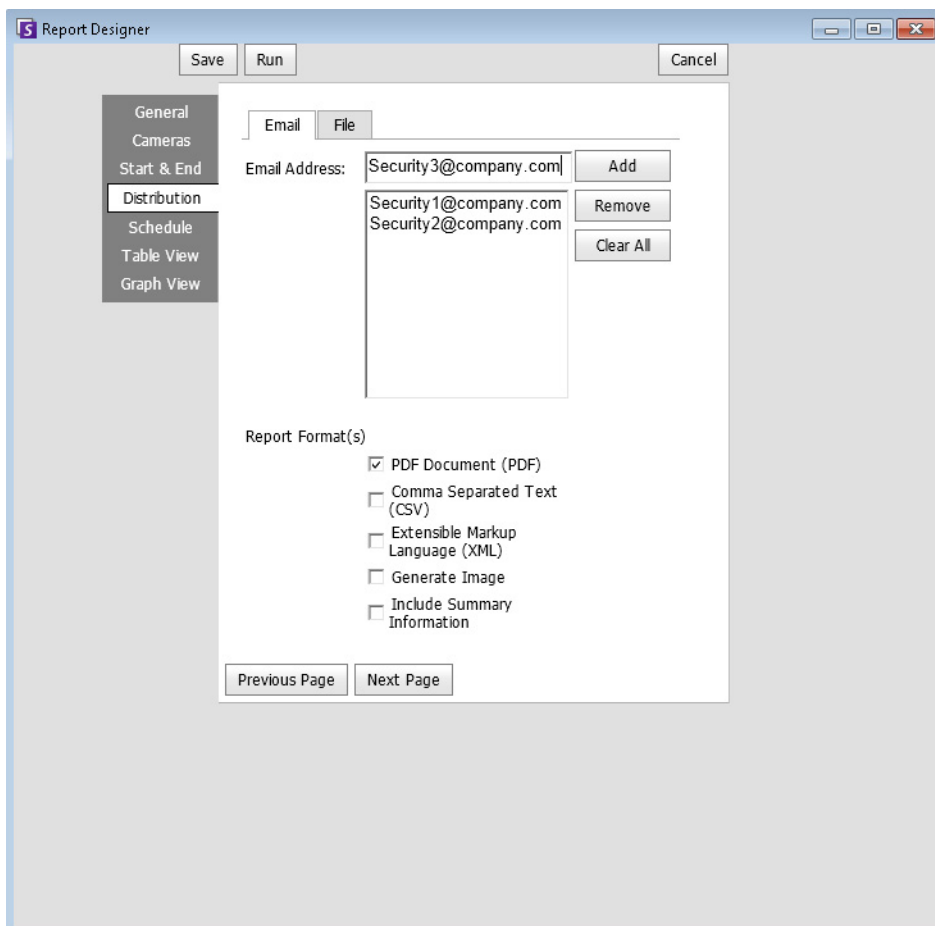 Report Designer
Save
Run
Cancel
General
Cameras
Start & End
Distribution
Schedule
Table View
Graph View
Email
File
Email Address:
Security3@company.com
Add
Security1@company.com
Security2@company.com
Remove
Clear All
Report Format(s)
PDF Document (PDF)
Comma Separated Text
(CSV)
Extensible Markup
Language (XML)
Generate Image
Include Summary
Information
Previous Page
Next Page